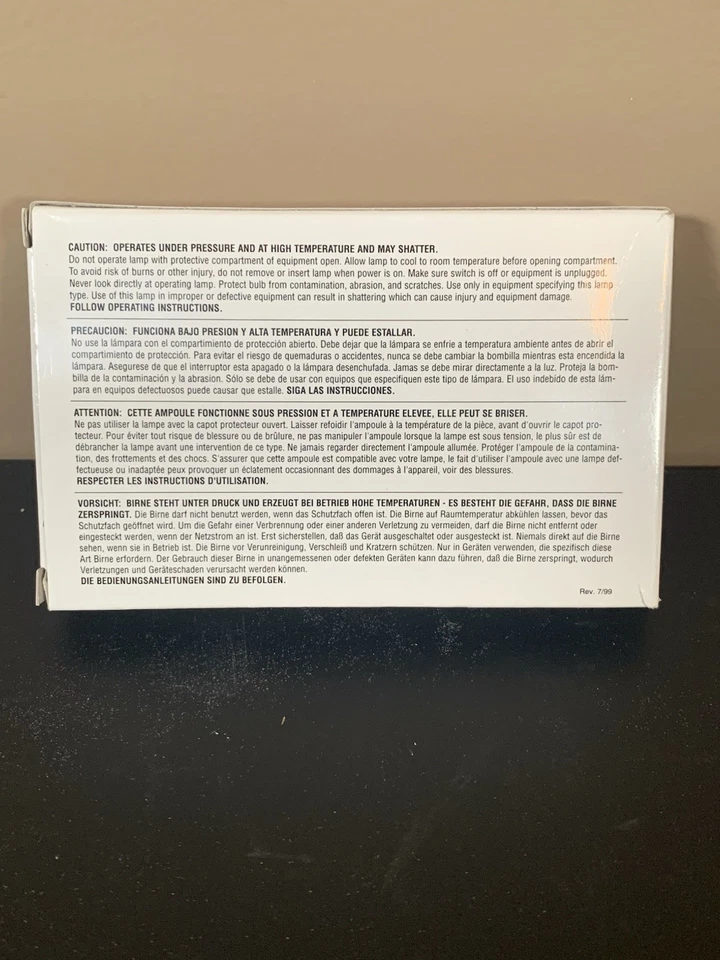 CAUTION: OPERATES UNDER PRESSURE AND AT HIGH TEMPERATURE AND MAY SHATTER.
Do not operate lamp with protective compartment of equipment open. Allow lamp to cool to room temperature before opening compartment.
To avoid risk of burns or other injury, do not remove or insert lamp when power is on. Make sure switch is off or equipment is unplugged.
Never look directly at operating lamp. Protect bulb from contamination, abrasion, and scratches. Use only in equipment specifying this lamp
type. Use of this lamp in improper or defective equipment can result in shattering which can cause injury and equipment damage.
FOLLOW OPERATING INSTRUCTIONS.
PRECAUCION: FUNCIONA BAJO PRESION Y ALTA TEMPERATURA Y PUEDE ESTALLAR.
No use la lámpara con el compartimiento de protección abierto. Debe dejar que la lámpara se enfrie a temperatura ambiente antes de abrir el
compartimiento de protección. Para evitar el riesgo de quemaduras o accidentes, nunca se debe cambiar la bombilla mientras esta encendida la
lámpara. Asegurese de que el interruptor esta apagado o la lámpara desenchufada. Jamas se debe mirar directamente a la luz. Proteja la bom-
billa de la contaminación y la abrasion. Sólo se debe de usar con equipos que especifiquen este tipo de lámpara. El uso indebido de esta lám-
para en equipos defectuosos puede causar que estalle. SIGA LAS INSTRUCCIONES.
ATTENTION: CETTE AMPOULE FONCTIONNE SOUS PRESSION ET A TEMPERATURE ELEVEE, ELLE PEUT SE BRISER.
Ne pas utiliser la lampe avec la capot protecteur ouvert. Laisser refoidir l'ampoule à la température de la pièce, avant d'ouvrir le capot pro-
tecteur. Pour éviter tout risque de blessure ou de brûlure, ne pas manipuler l'ampoule lorsque la lampe est sous tension, le plus sûr est de
débrancher la lampe avant une intervention de ce type. Ne jamais regarder directement l'ampoule allumée. Protéger l'ampoule de la contamina-
tion, des frottements et des chocs. S'assurer que cette ampoule est compatible avec votre lampe, le fait d'utiliser l'ampoule avec une lampe def-
fectueuse ou inadaptée peux provoquer un éclatement occasionnant des dommages à l'appareil, voir des blessures.
RESPECTER LES INSTRUCTIONS D'UTILISATION.
VORSICHT: BIRNE STEHT UNTER DRUCK UND ERZEUGT BEI BETRIEB HOHE TEMPERATUREN - ES BESTEHT DIE GEFAHR, DASS DIE BIRNE
ZERSPRINGT. Die Birne darf nicht benutzt werden, wenn das Schutzfach offen ist. Die Birne auf Raumtemperatur abkühlen lassen, bevor das
Schutzfach geöffnet wird. Um die Gefahr einer Verbrennung oder einer anderen Verletzung zu vermeiden, darf die Birne nicht entfernt oder
eingesteckt werden, wenn der Netzstrom an ist. Erst sicherstellen, daß das Gerät ausgeschaltet oder ausgesteckt ist. Niemals direkt auf die Birne
sehen, wenn sie in Betrieb ist. Die Birne vor Verunreinigung, Verschleiß und Kratzern schützen. Nur in Geräten verwenden, die spezifisch diese
Art Birne erfordern. Der Gebrauch dieser Birne in unangemessenen oder defekten Geräten kann dazu führen, daß die Birne zerspringt, wodurch
Verletzungen und Geräteschaden verursacht werden können.
DIE BEDIENUNGSANLEITUNGEN SIND ZU BEFOLGEN.
Rev. 7/99